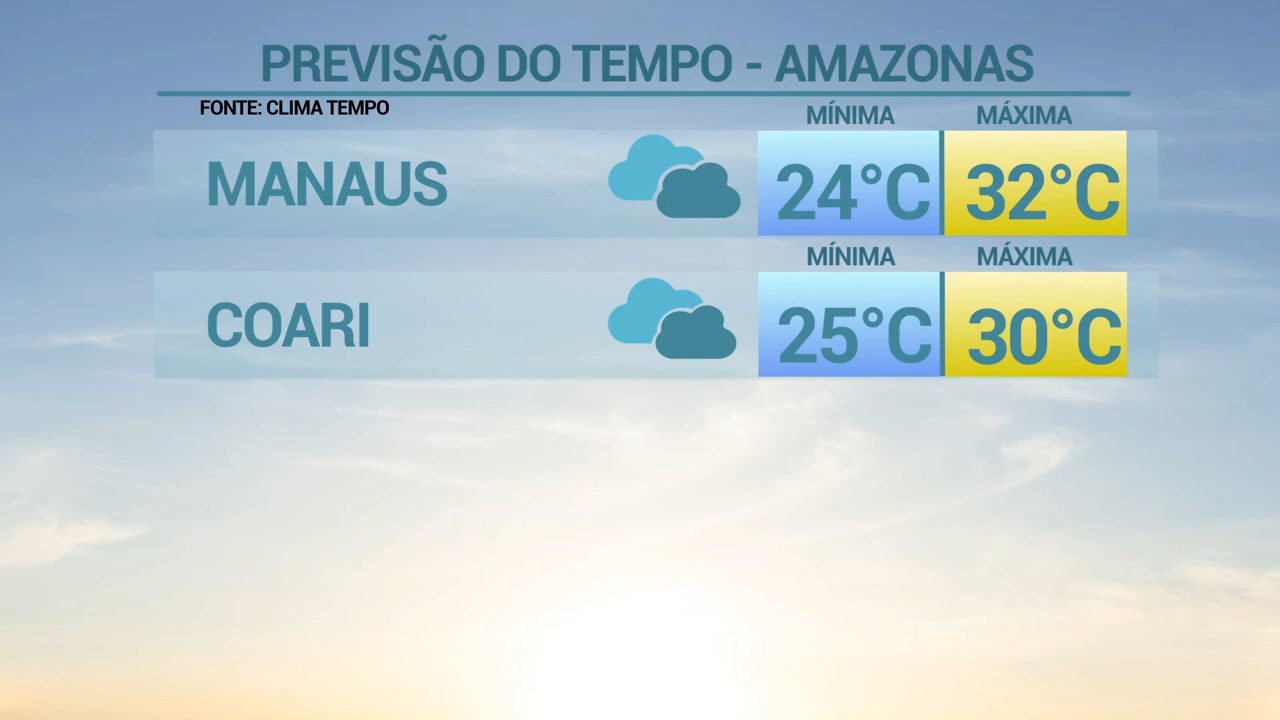 PREVISÃO DO TEMPO - AMAZONAS
FONTE: CLIMA TEMPO
MÍNIMA MÁXIMA
MANAUS 24°C 32°C
MÍNIMA MÁXIMA
COARI 25°C 30°C